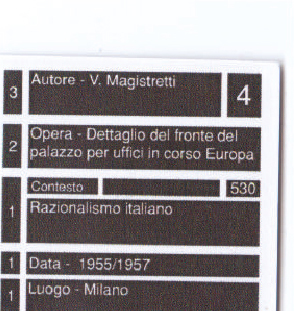 3 Autore - V. Magistretti 4
2 Opera - Dettaglio del fronte del
palazzo per uffici in corso Europa
Contesto 530
1 Razionalismo italiano
1 Data - 1955/1957
1 Luogo - Milano